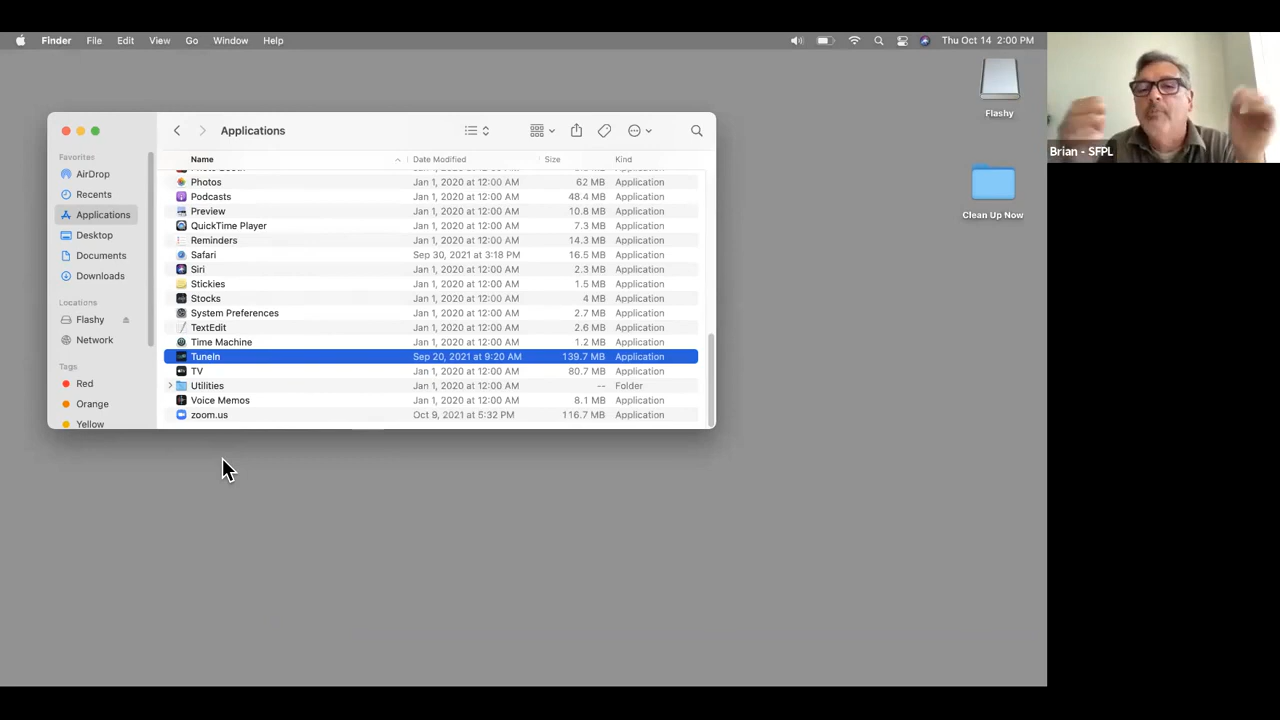 Finder File Edit View Go Window Help Thu Oct 14 2:00 PM
Flashy
Brian - SFPL
Clean Up Now
Applications
Favorites
AirDrop
Recents
Applications
Desktop
Documents
Downloads
Locations
Flashy
Network
Tags
Red
Orange
Yellow
Name Date Modified Size Kind
Photos Jan 1, 2020 at 12:00 AM 62 MB Application
Podcasts Jan 1, 2020 at 12:00 AM 48.4 MB Application
Preview Jan 1, 2020 at 12:00 AM 10.8 MB Application
QuickTime Player Jan 1, 2020 at 12:00 AM 7.3 MB Application
Reminders Jan 1, 2020 at 12:00 AM 14.3 MB Application
Safari Sep 30, 2021 at 3:18 PM 16.5 MB Application
Siri Jan 1, 2020 at 12:00 AM 2.3 MB Application
Stickies Jan 1, 2020 at 12:00 AM 1.5 MB Application
Stocks Jan 1, 2020 at 12:00 AM 4 MB Application
System Preferences Jan 1, 2020 at 12:00 AM 2.7 MB Application
TextEdit Jan 1, 2020 at 12:00 AM 2.6 MB Application
Time Machine Jan 1, 2020 at 12:00 AM 1.2 MB Application
TuneIn Sep 20, 2021 at 9:20 AM 139.7 MB Application
TV Jan 1, 2020 at 12:00 AM 80.7 MB Application
Utilities Jan 1, 2020 at 12:00 AM -- Folder
Voice Memos Jan 1, 2020 at 12:00 AM 8.1 MB Application
zoom.us Oct 9, 2021 at 5:32 PM 116.7 MB Application